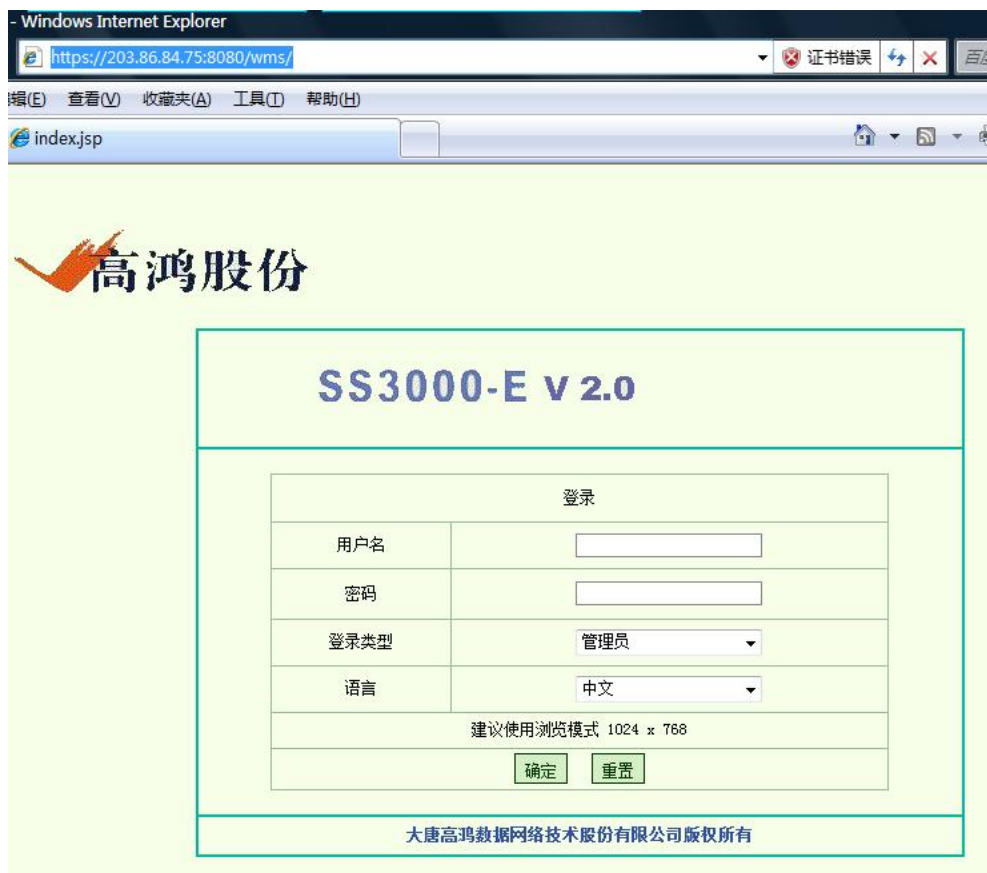 - Windows Internet Explorer
https://203.86.84.75:8080/wms/ 证书错误
(E) 查看(V) 收藏夹(A) 工具(T) 帮助(H)
index.jsp
高鸿股份
SS3000-E V 2.0
登录
用户名
密码
登录类型 管理员
语言 中文
建议使用浏览模式 1024 x 768
确定 重置
大唐高鸿数据网络技术股份有限公司版权所有